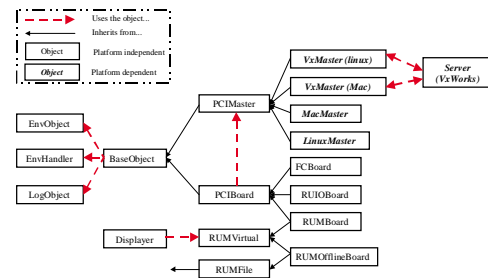 Uses the object...
Inherits from...
Object Platform independent
Object Platform dependent
VxMaster (linux)
Server
(VxWorks)
VxMaster (Mac)
PCIMaster
MacMaster
EnvObject
LinuxMaster
EnvHandler
BaseObject
FCBoard
LogObject
PCIBoard
RUIOBoard
RUMBoard
Displayer
RUMVirtual
RUMOfflineBoard
RUMFile